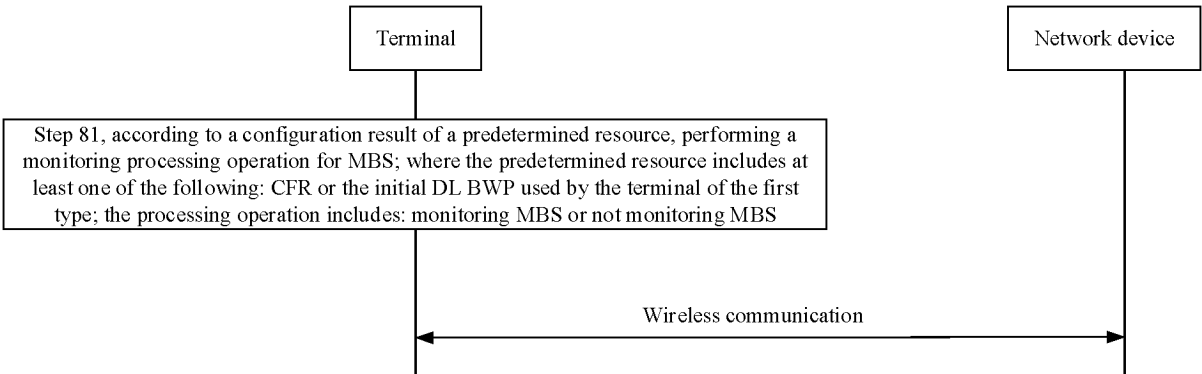 Terminal
Network device
Step 81, according to a configuration result of a predetermined resource, performing a
monitoring processing operation for MBS; where the predetermined resource includes at
least one of the following: CFR or the initial DL BWP used by the terminal of the first
type; the processing operation includes: monitoring MBS or not monitoring MBS
Wireless communication